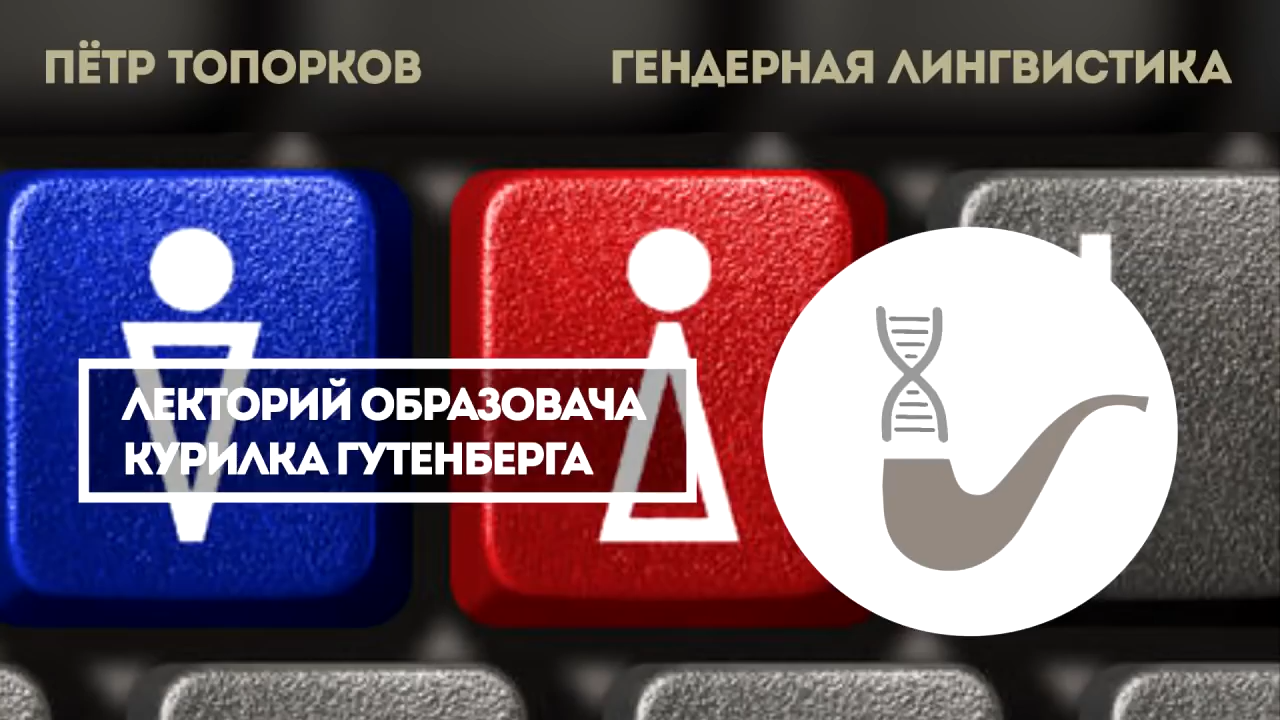 ПЁТР ТОПОРКОВ
ГЕНДЕРНАЯ ЛИНГВИСТИКА
ЛЕКТОРИЙ ОБРАЗОВАЧА
КУРИЛКА ГУТЕНБЕРГА